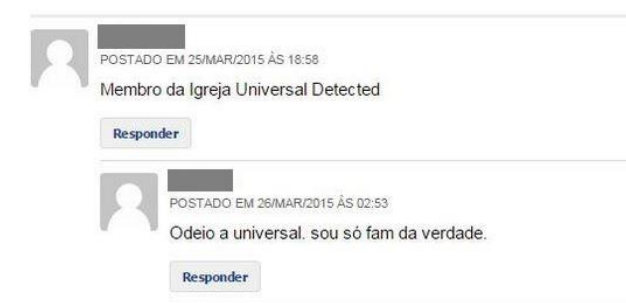 POSTADO EM 25/MAR/2015 ÀS 18:58
Membro da Igreja Universal Detected
Responder
POSTADO EM 26/MAR/2015 ÀS 02:53
Odeio a universal. sou só fam da verdade.
Responder